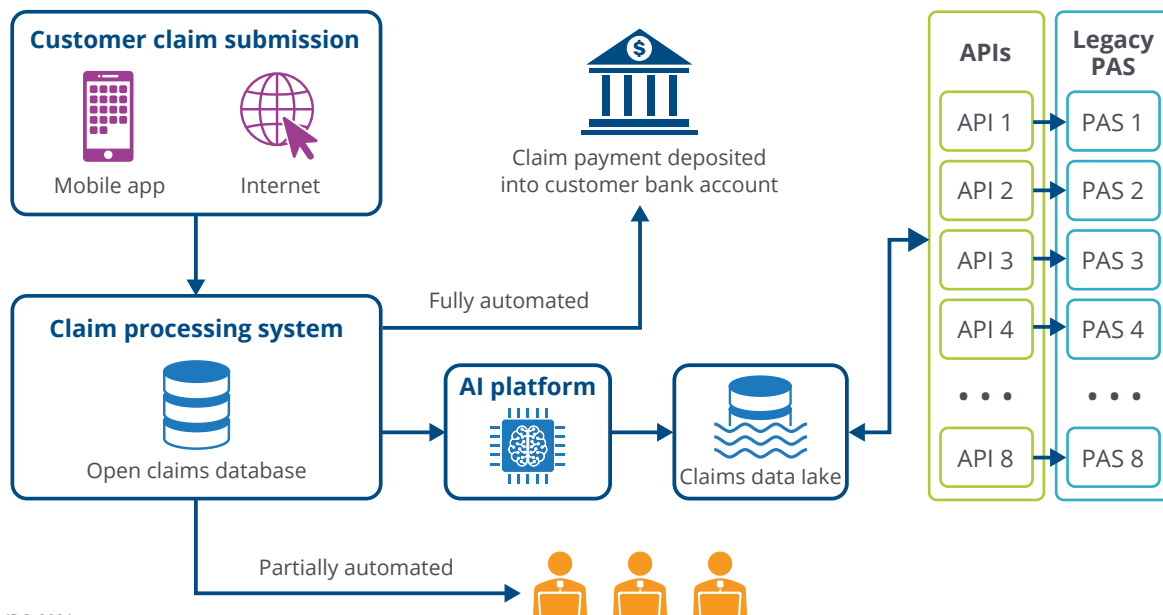 Customer claim submission
Mobile app
Internet
$
Claim payment deposited
into customer bank account
APIs
Legacy
PAS
API 1
PAS 1
API 2
PAS 2
API 3
PAS 3
API 4
PAS 4
• • •
• • •
API 8
PAS 8
Fully automated
Claim processing system
Open claims database
AI platform
Claims data lake
Partially automated